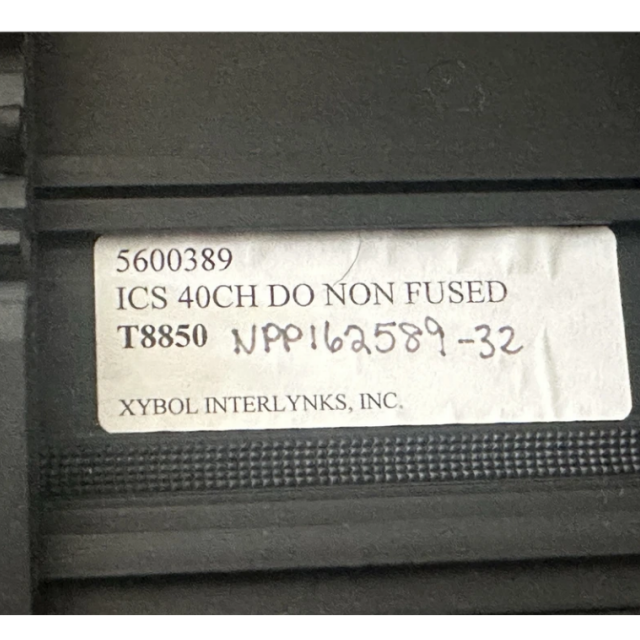 5600389
ICS 40CH DO NON FUSED
T8850 NPP162589-32
XYBOL INTERLYNKS, INC.